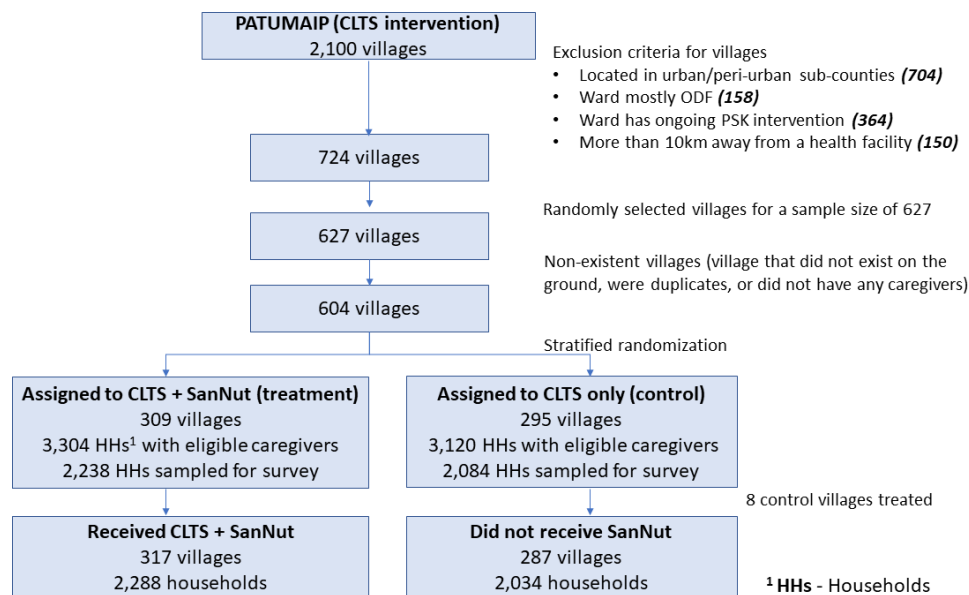 PATUMAIP (CLTS intervention)
2,100 villages
Exclusion criteria for villages
• Located in urban/peri-urban sub-counties (704)
• Ward mostly ODF (158)
• Ward has ongoing PSK intervention (364)
• More than 10km away from a health facility (150)
724 villages
Randomly selected villages for a sample size of 627
627 villages
Non-existent villages (village that did not exist on the
ground, were duplicates, or did not have any caregivers)
604 villages
Stratified randomization
Assigned to CLTS + SanNut (treatment)
309 villages
3,304 HHs¹ with eligible caregivers
2,238 HHs sampled for survey
Assigned to CLTS only (control)
295 villages
3,120 HHs with eligible caregivers
2,084 HHs sampled for survey
8 control villages treated
Received CLTS + SanNut
317 villages
2,288 households
Did not receive SanNut
287 villages
2,034 households
¹ HHs - Households